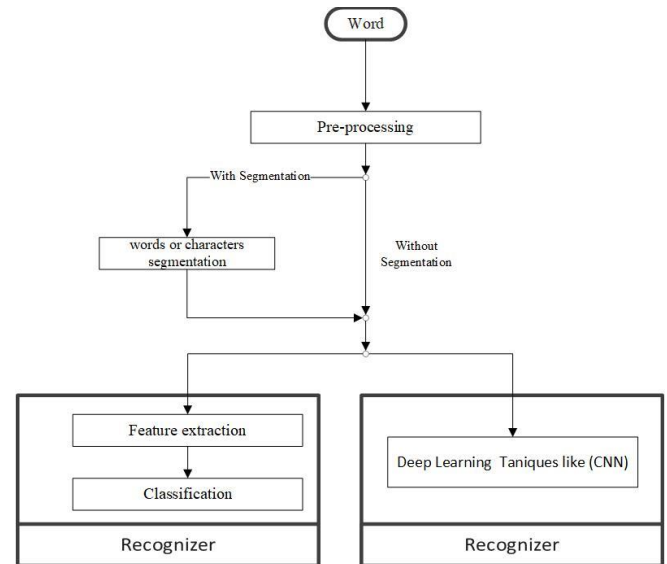 Word
Pre-processing
With Segmentation
words or characters
segmentation
Without
Segmentation
Feature extraction
Classification
Recognizer
Deep Learning Taniques like (CNN)
Recognizer